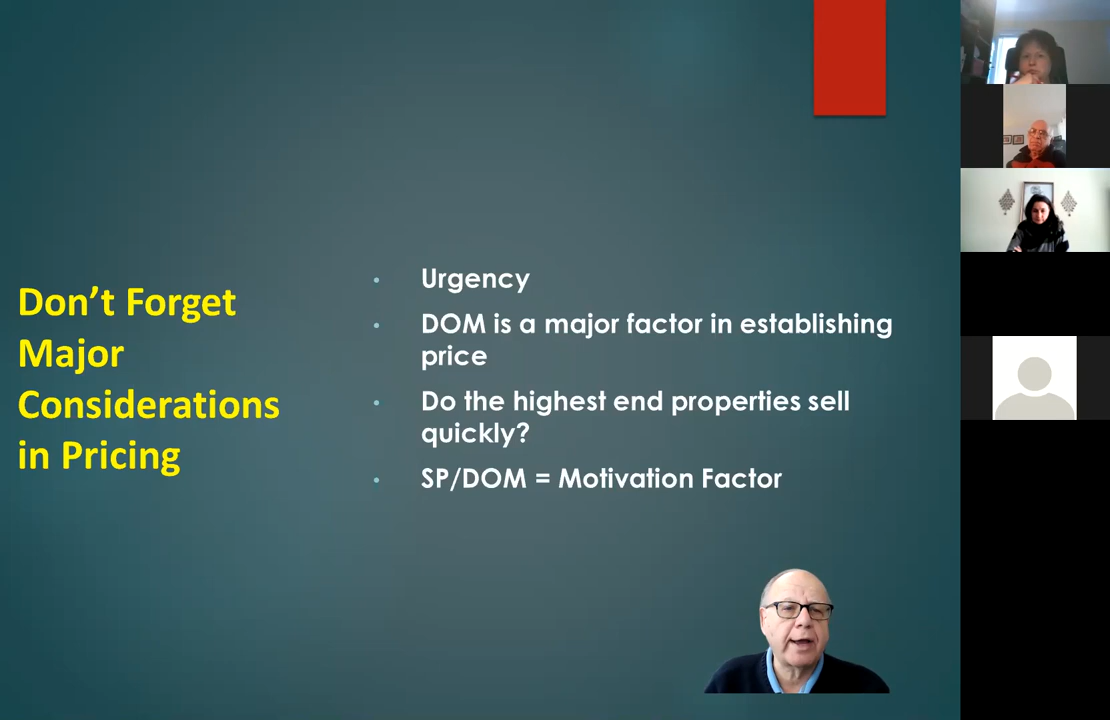 Don’t Forget
Major
Considerations
in Pricing
Urgency
DOM is a major factor in establishing
price
Do the highest end properties sell
quickly?
SP/DOM = Motivation Factor